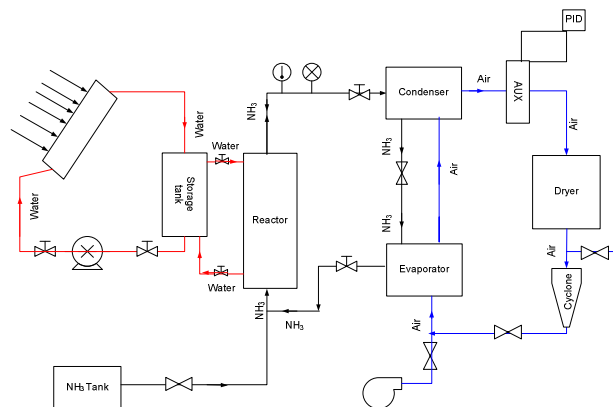 PID
Air
AUX
NH3
Condenser
Water
Air
Water
NH3
Air
Storage
tank
Reactor
Dryer
Water
Air
Evaporator
Cyclone
Water
NH3
NH3
Air
NH3 Tank